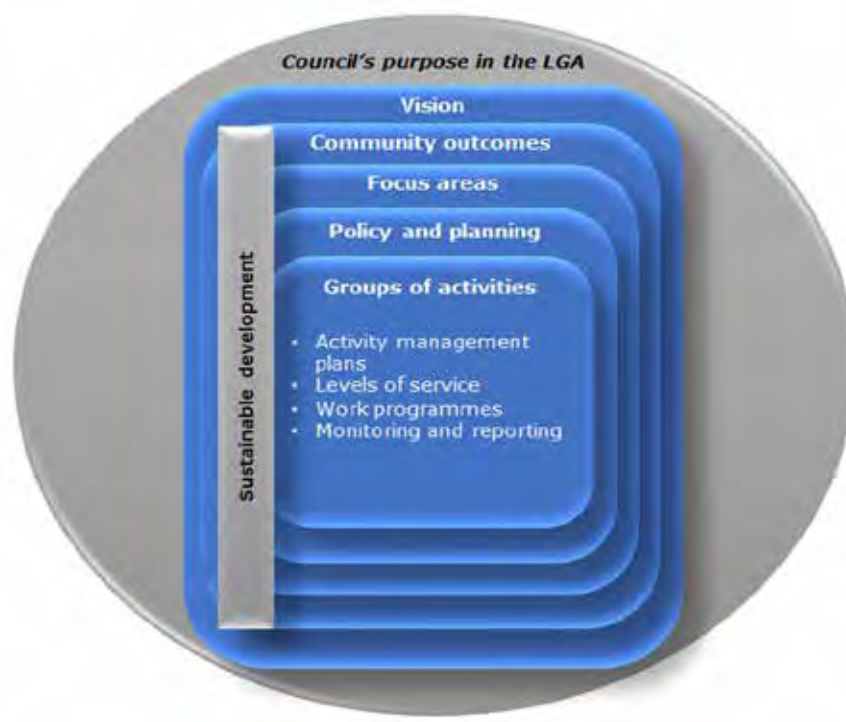 Council's purpose in the LGA
Vision
Community outcomes
Focus areas
Policy and planning
Groups of activities
• Activity management
plans
• Levels of service
• Work programmes
• Monitoring and reporting
Sustainable development